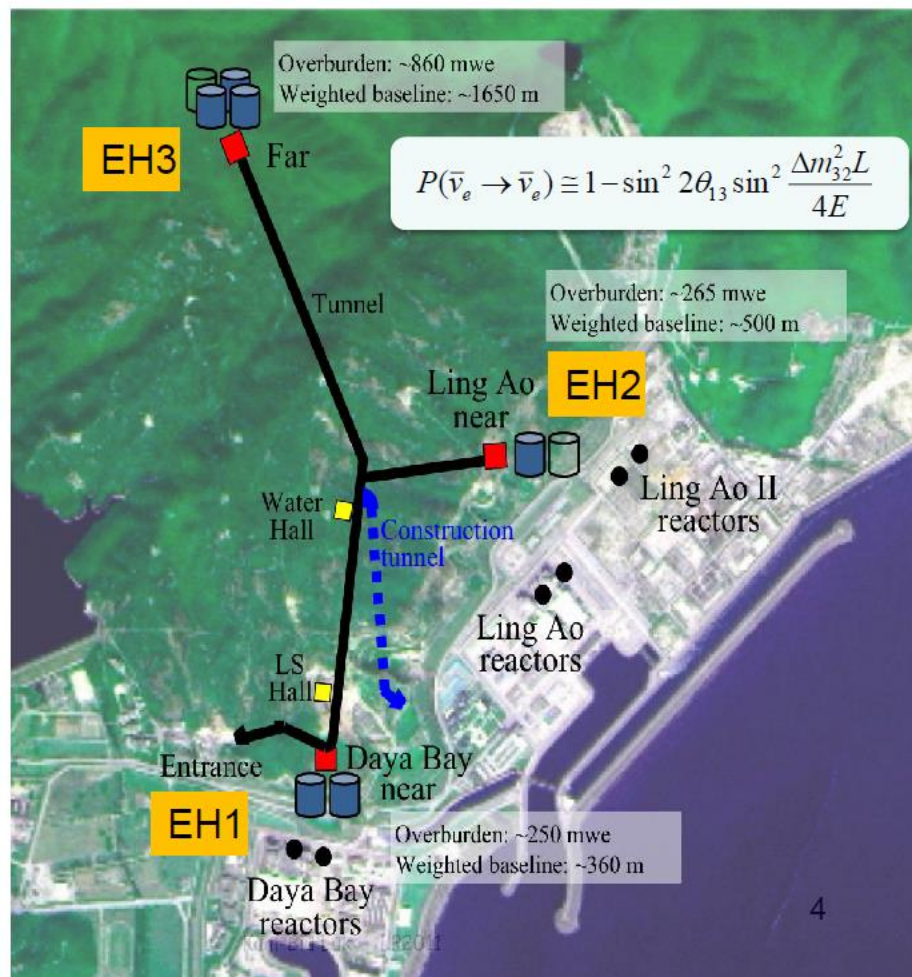 Overburden: ~860 mwe
Weighted baseline: ~1650 m
EH3
Far
P(ν̄_e → ν̄_e) ≅ 1 − sin² 2θ₁₃ sin² Δm²₃₂L / 4E
Tunnel
Overburden: ~265 mwe
Weighted baseline: ~500 m
EH2
Ling Ao
near
Ling Ao II
reactors
Water
Hall
Construction
tunnel
Ling Ao
reactors
LS
Hall
Entrance
Daya Bay
near
EH1
Overburden: ~250 mwe
Weighted baseline: ~360 m
Daya Bay
reactors
4